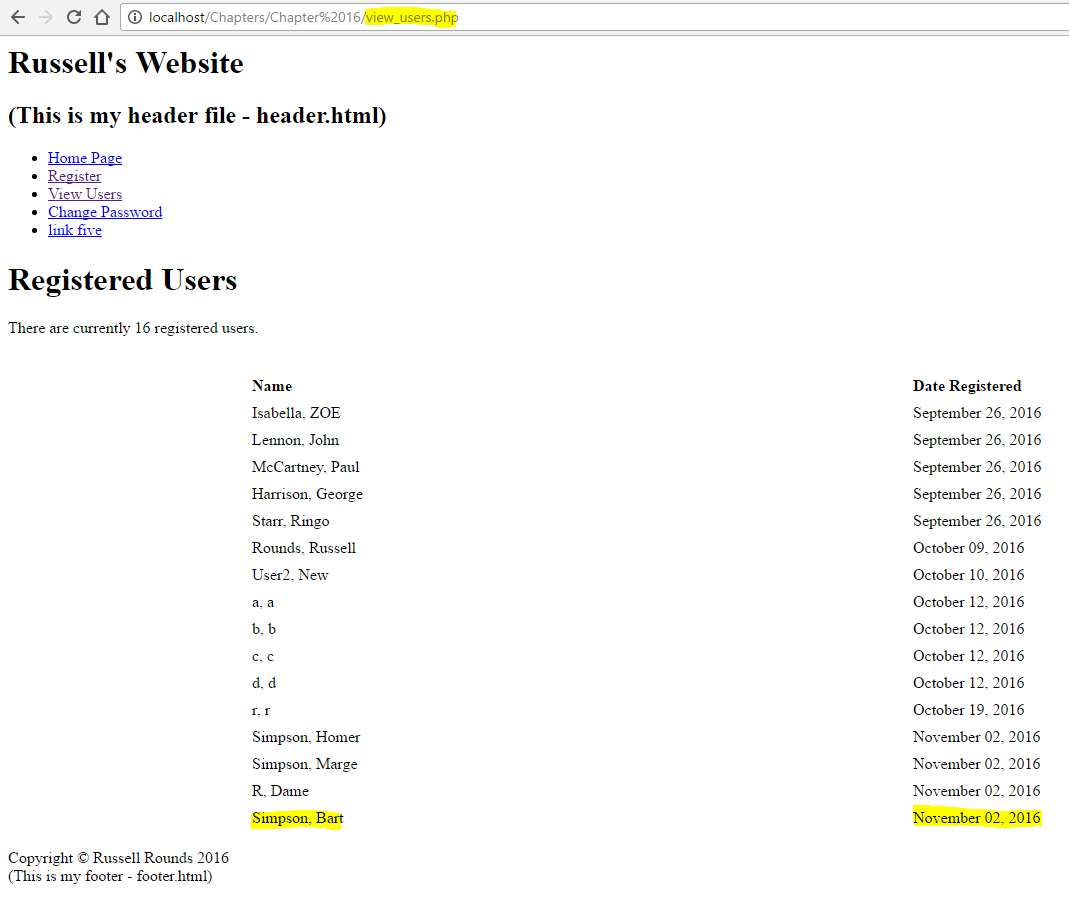 localhost/Chapters/Chapter%2016/view_users.php
Russell's Website
(This is my header file - header.html)
Home Page
Register
View Users
Change Password
link five
Registered Users
There are currently 16 registered users.
Name Date Registered
Isabella, ZOE September 26, 2016
Lennon, John September 26, 2016
McCartney, Paul September 26, 2016
Harrison, George September 26, 2016
Starr, Ringo September 26, 2016
Rounds, Russell October 09, 2016
User2, New October 10, 2016
a, a October 12, 2016
b, b October 12, 2016
c, c October 12, 2016
d, d October 12, 2016
r, r October 19, 2016
Simpson, Homer November 02, 2016
Simpson, Marge November 02, 2016
R, Dame November 02, 2016
Simpson, Bart November 02, 2016
Copyright © Russell Rounds 2016
(This is my footer - footer.html)